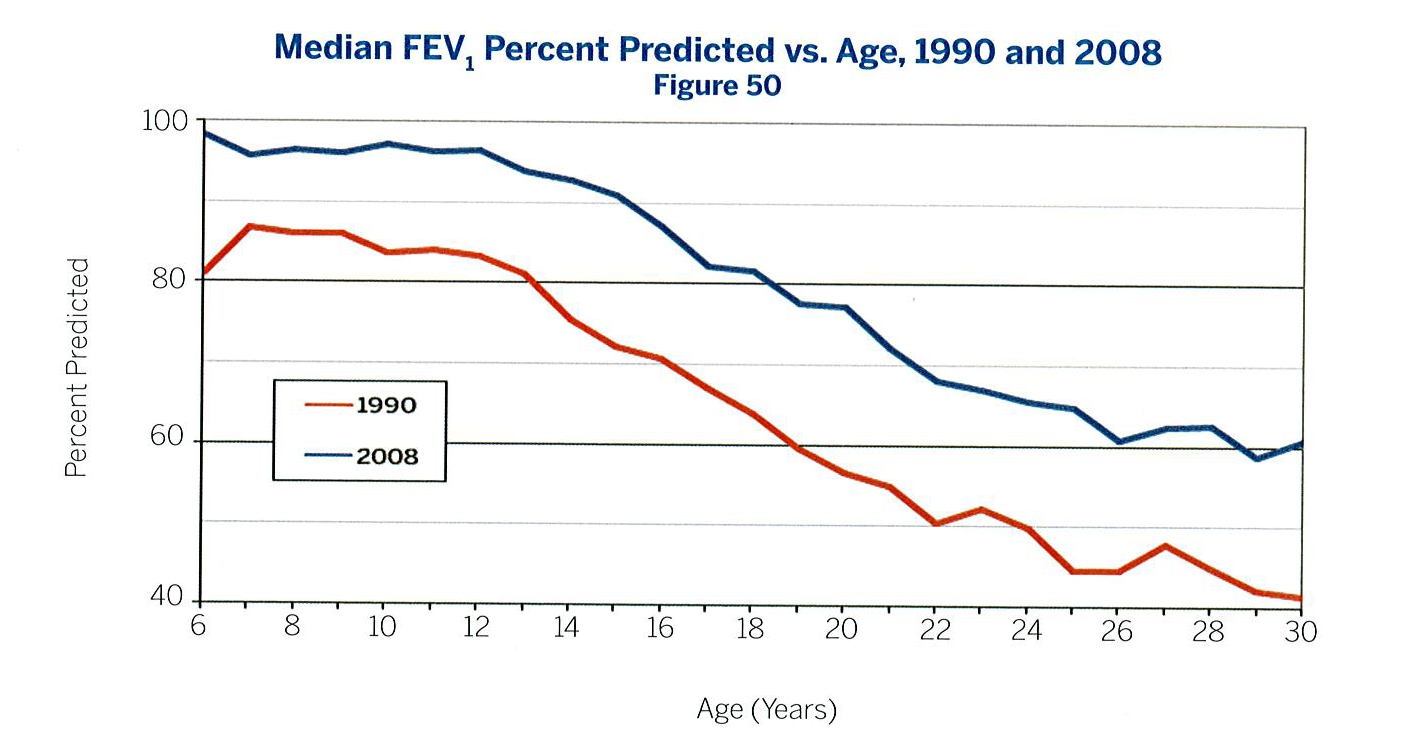 Median FEV1 Percent Predicted vs. Age, 1990 and 2008
Figure 50
100
80
60
40
Percent Predicted
1990
2008
6 8 10 12 14 16 18 20 22 24 26 28 30
Age (Years)